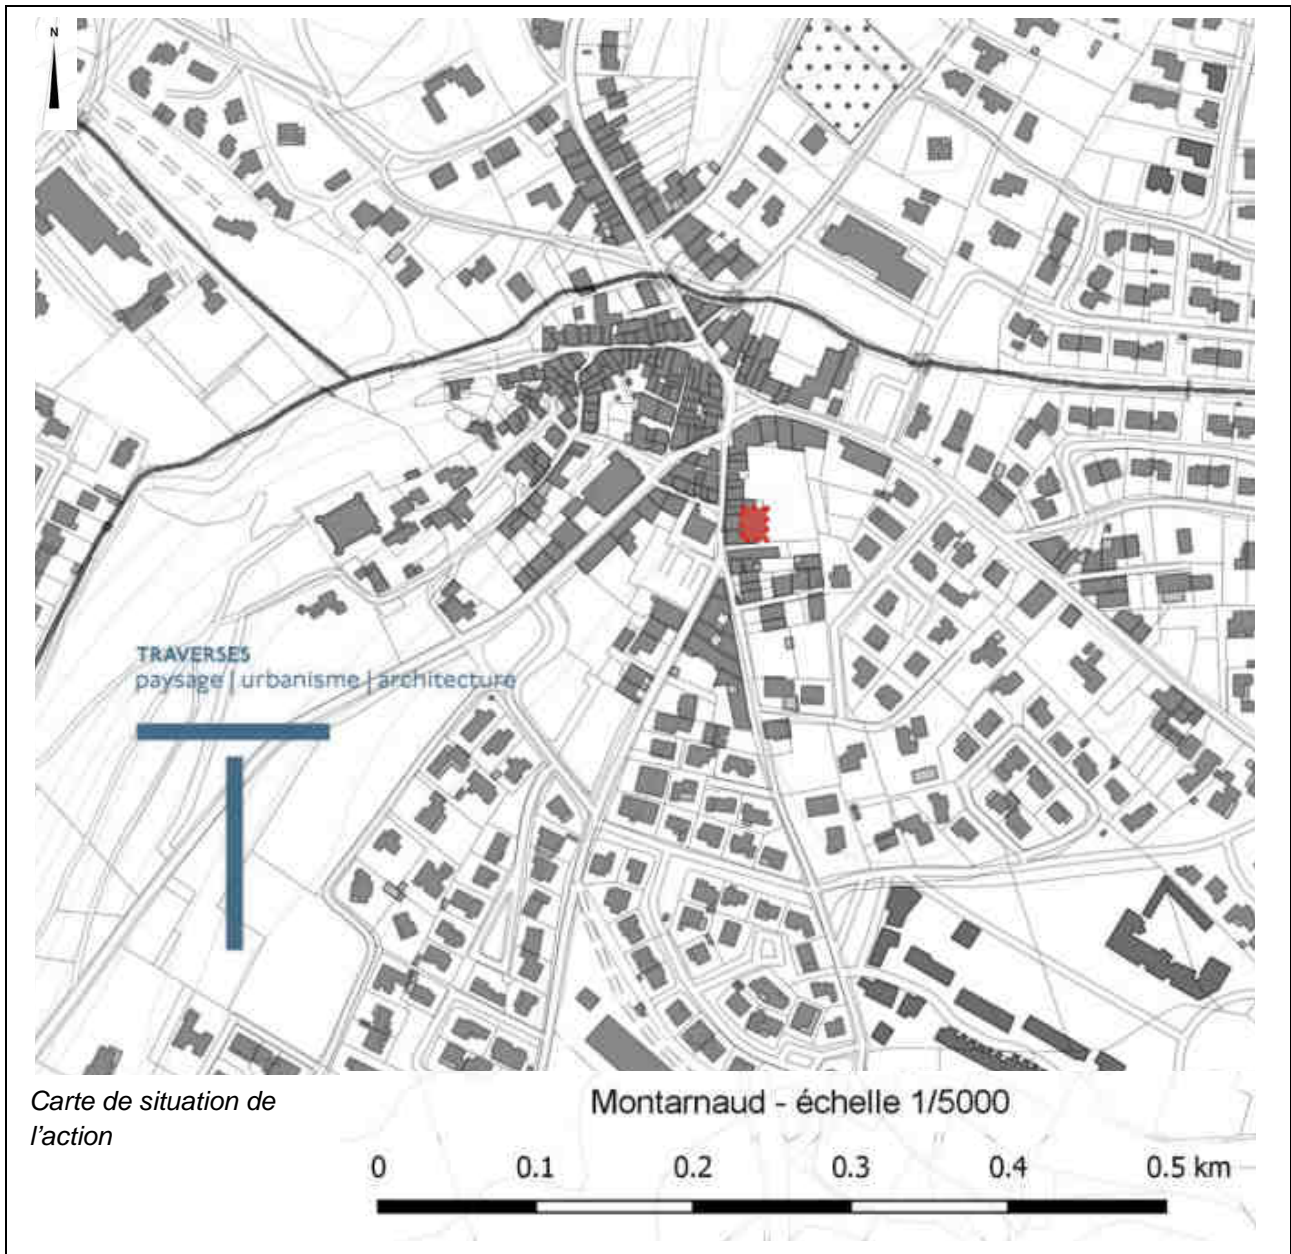 N
TRAVERSES
paysage | urbanisme | architecture
Carte de situation de
l'action
Montarnaud - échelle 1/5000
0 0.1 0.2 0.3 0.4 0.5 km